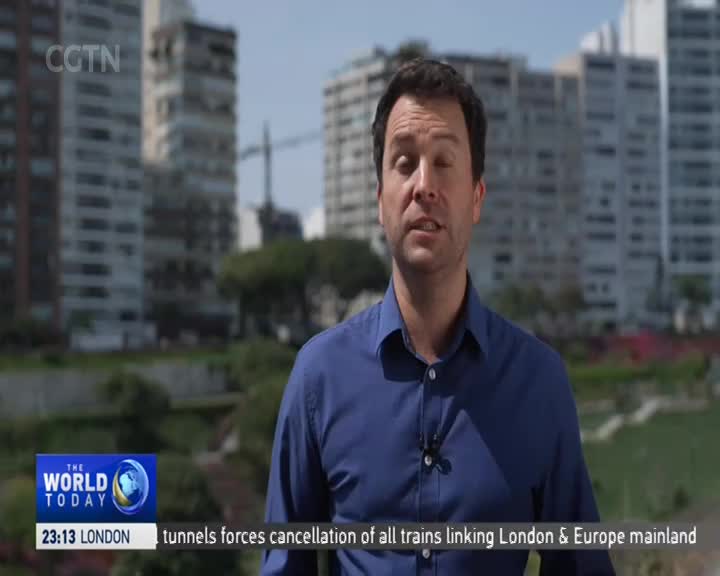 CGTN
THE
WORLD
TODAY
23:13 LONDON
tunnels forces cancellation of all trains linking London & Europe mainland